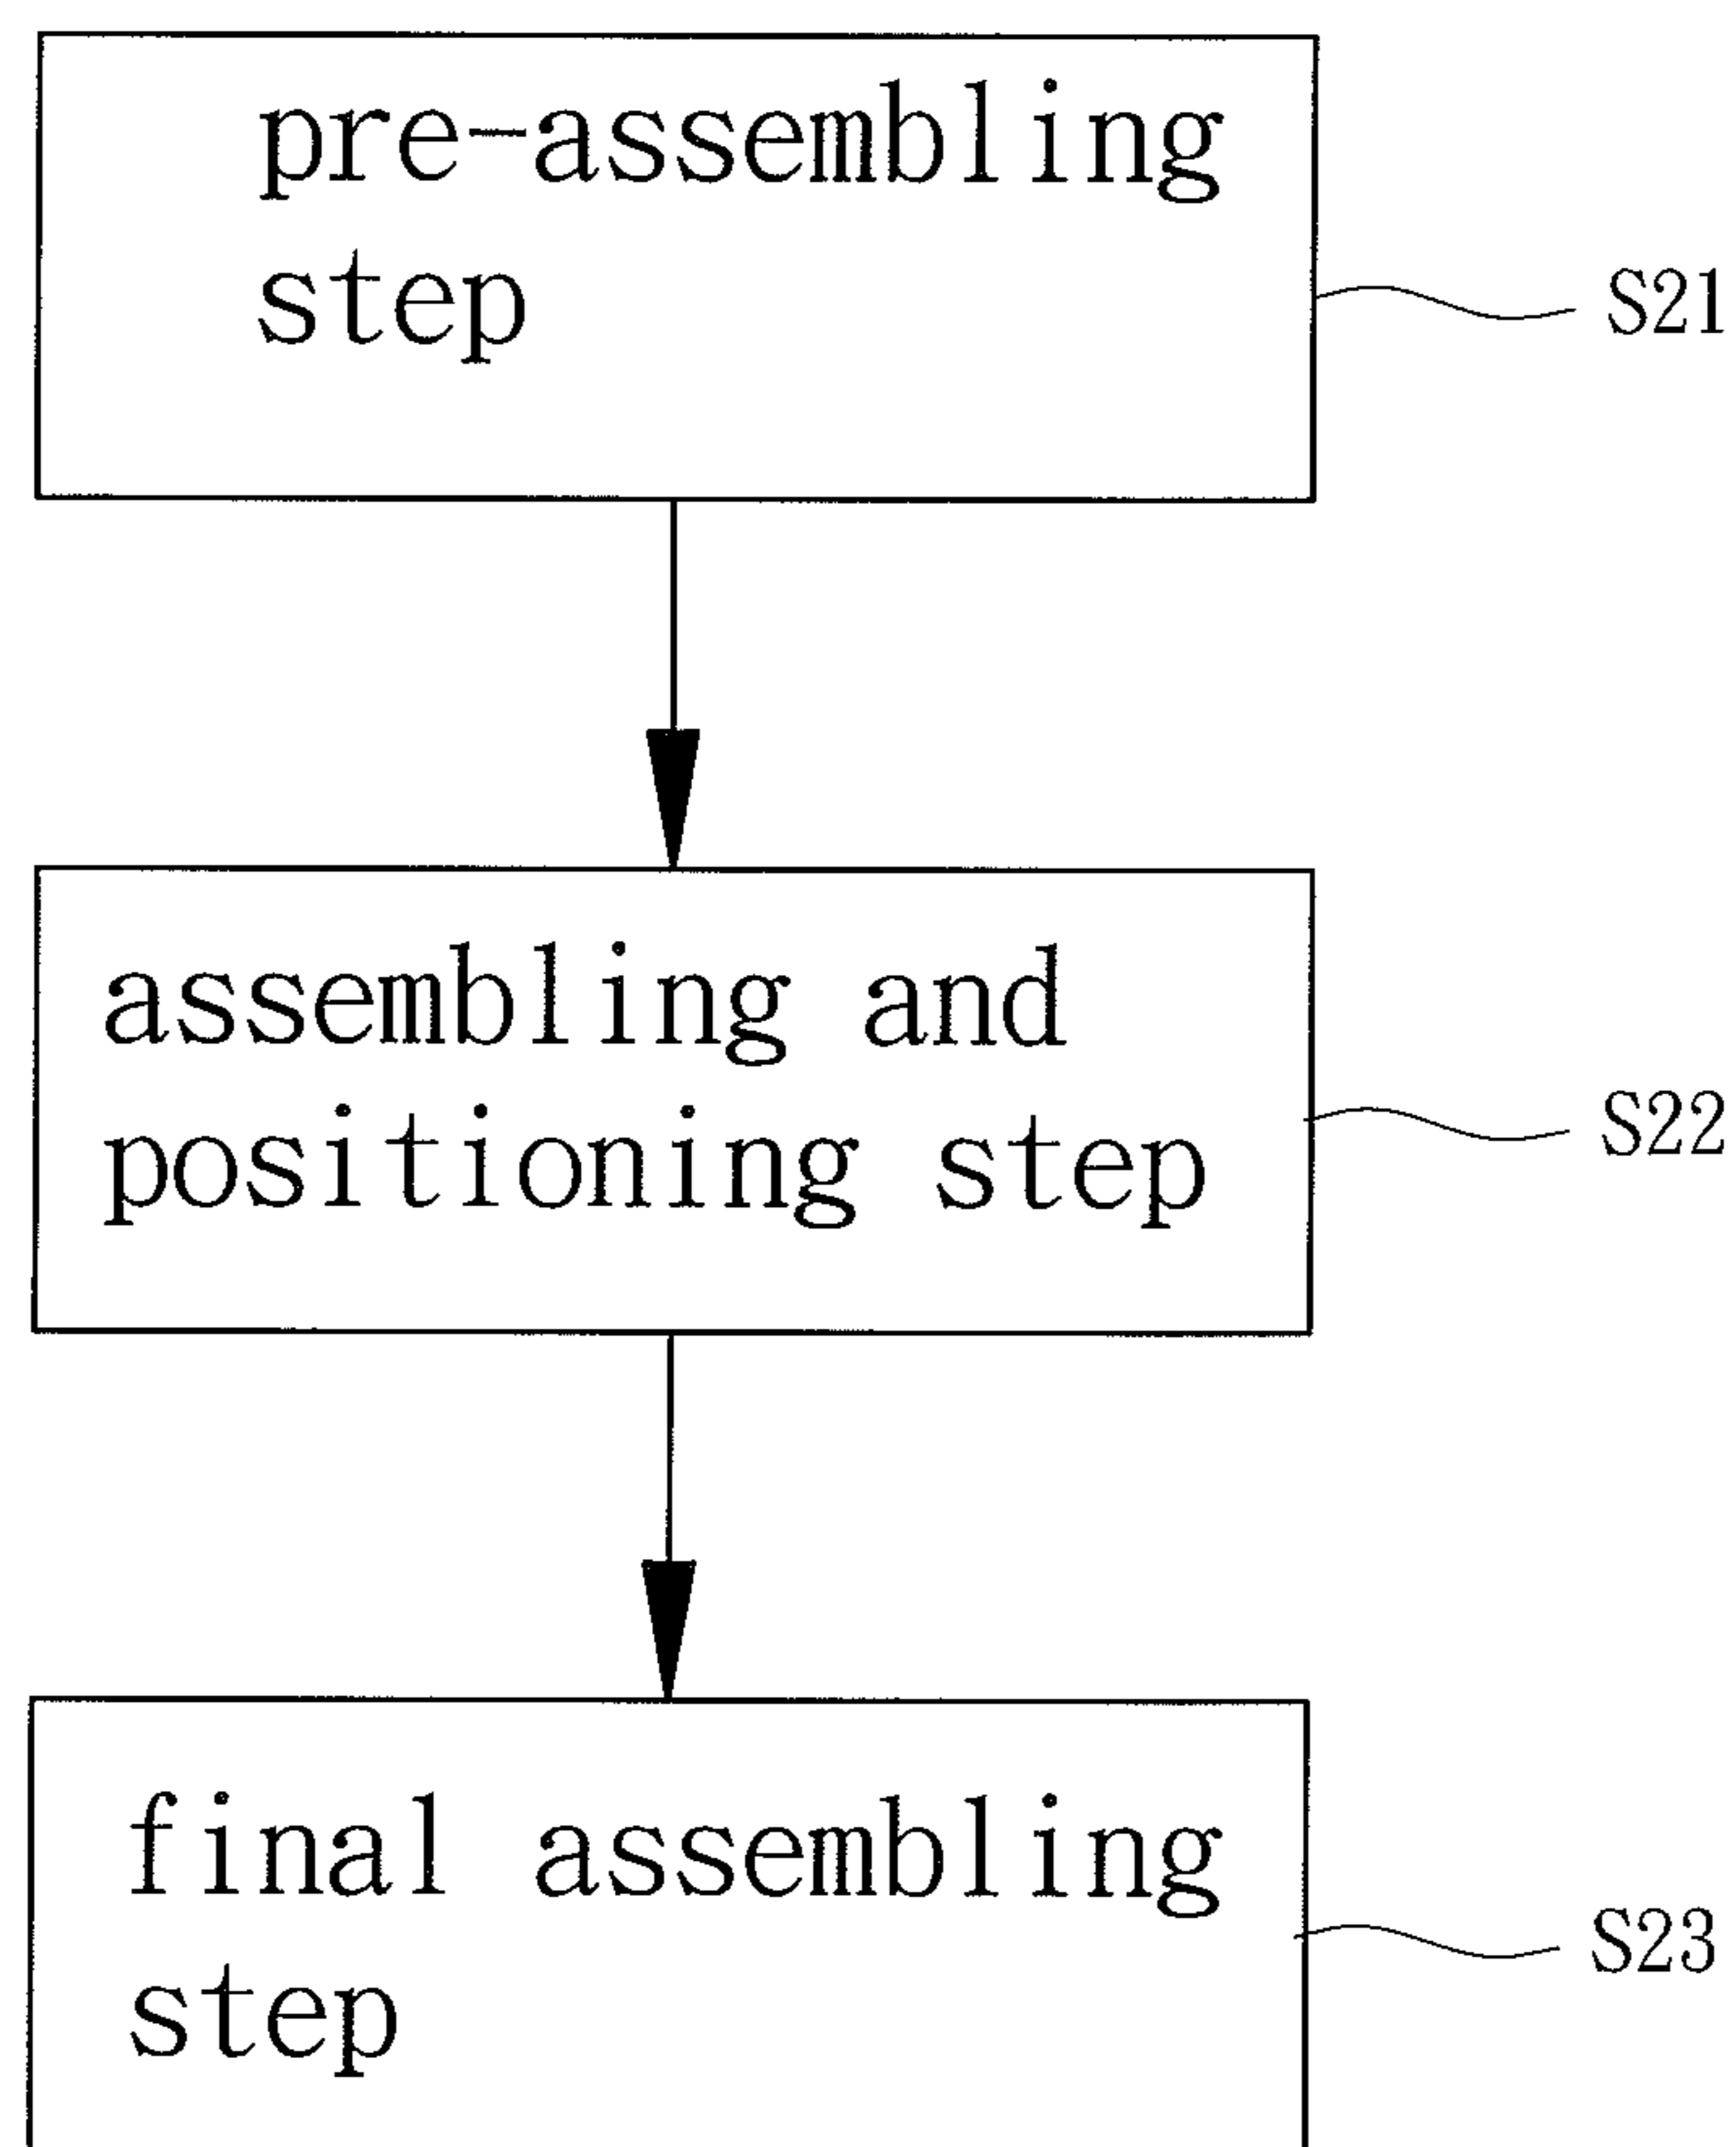 pre-assembling
step
S21
assembling and
positioning step
S22
final assembling
step
S23